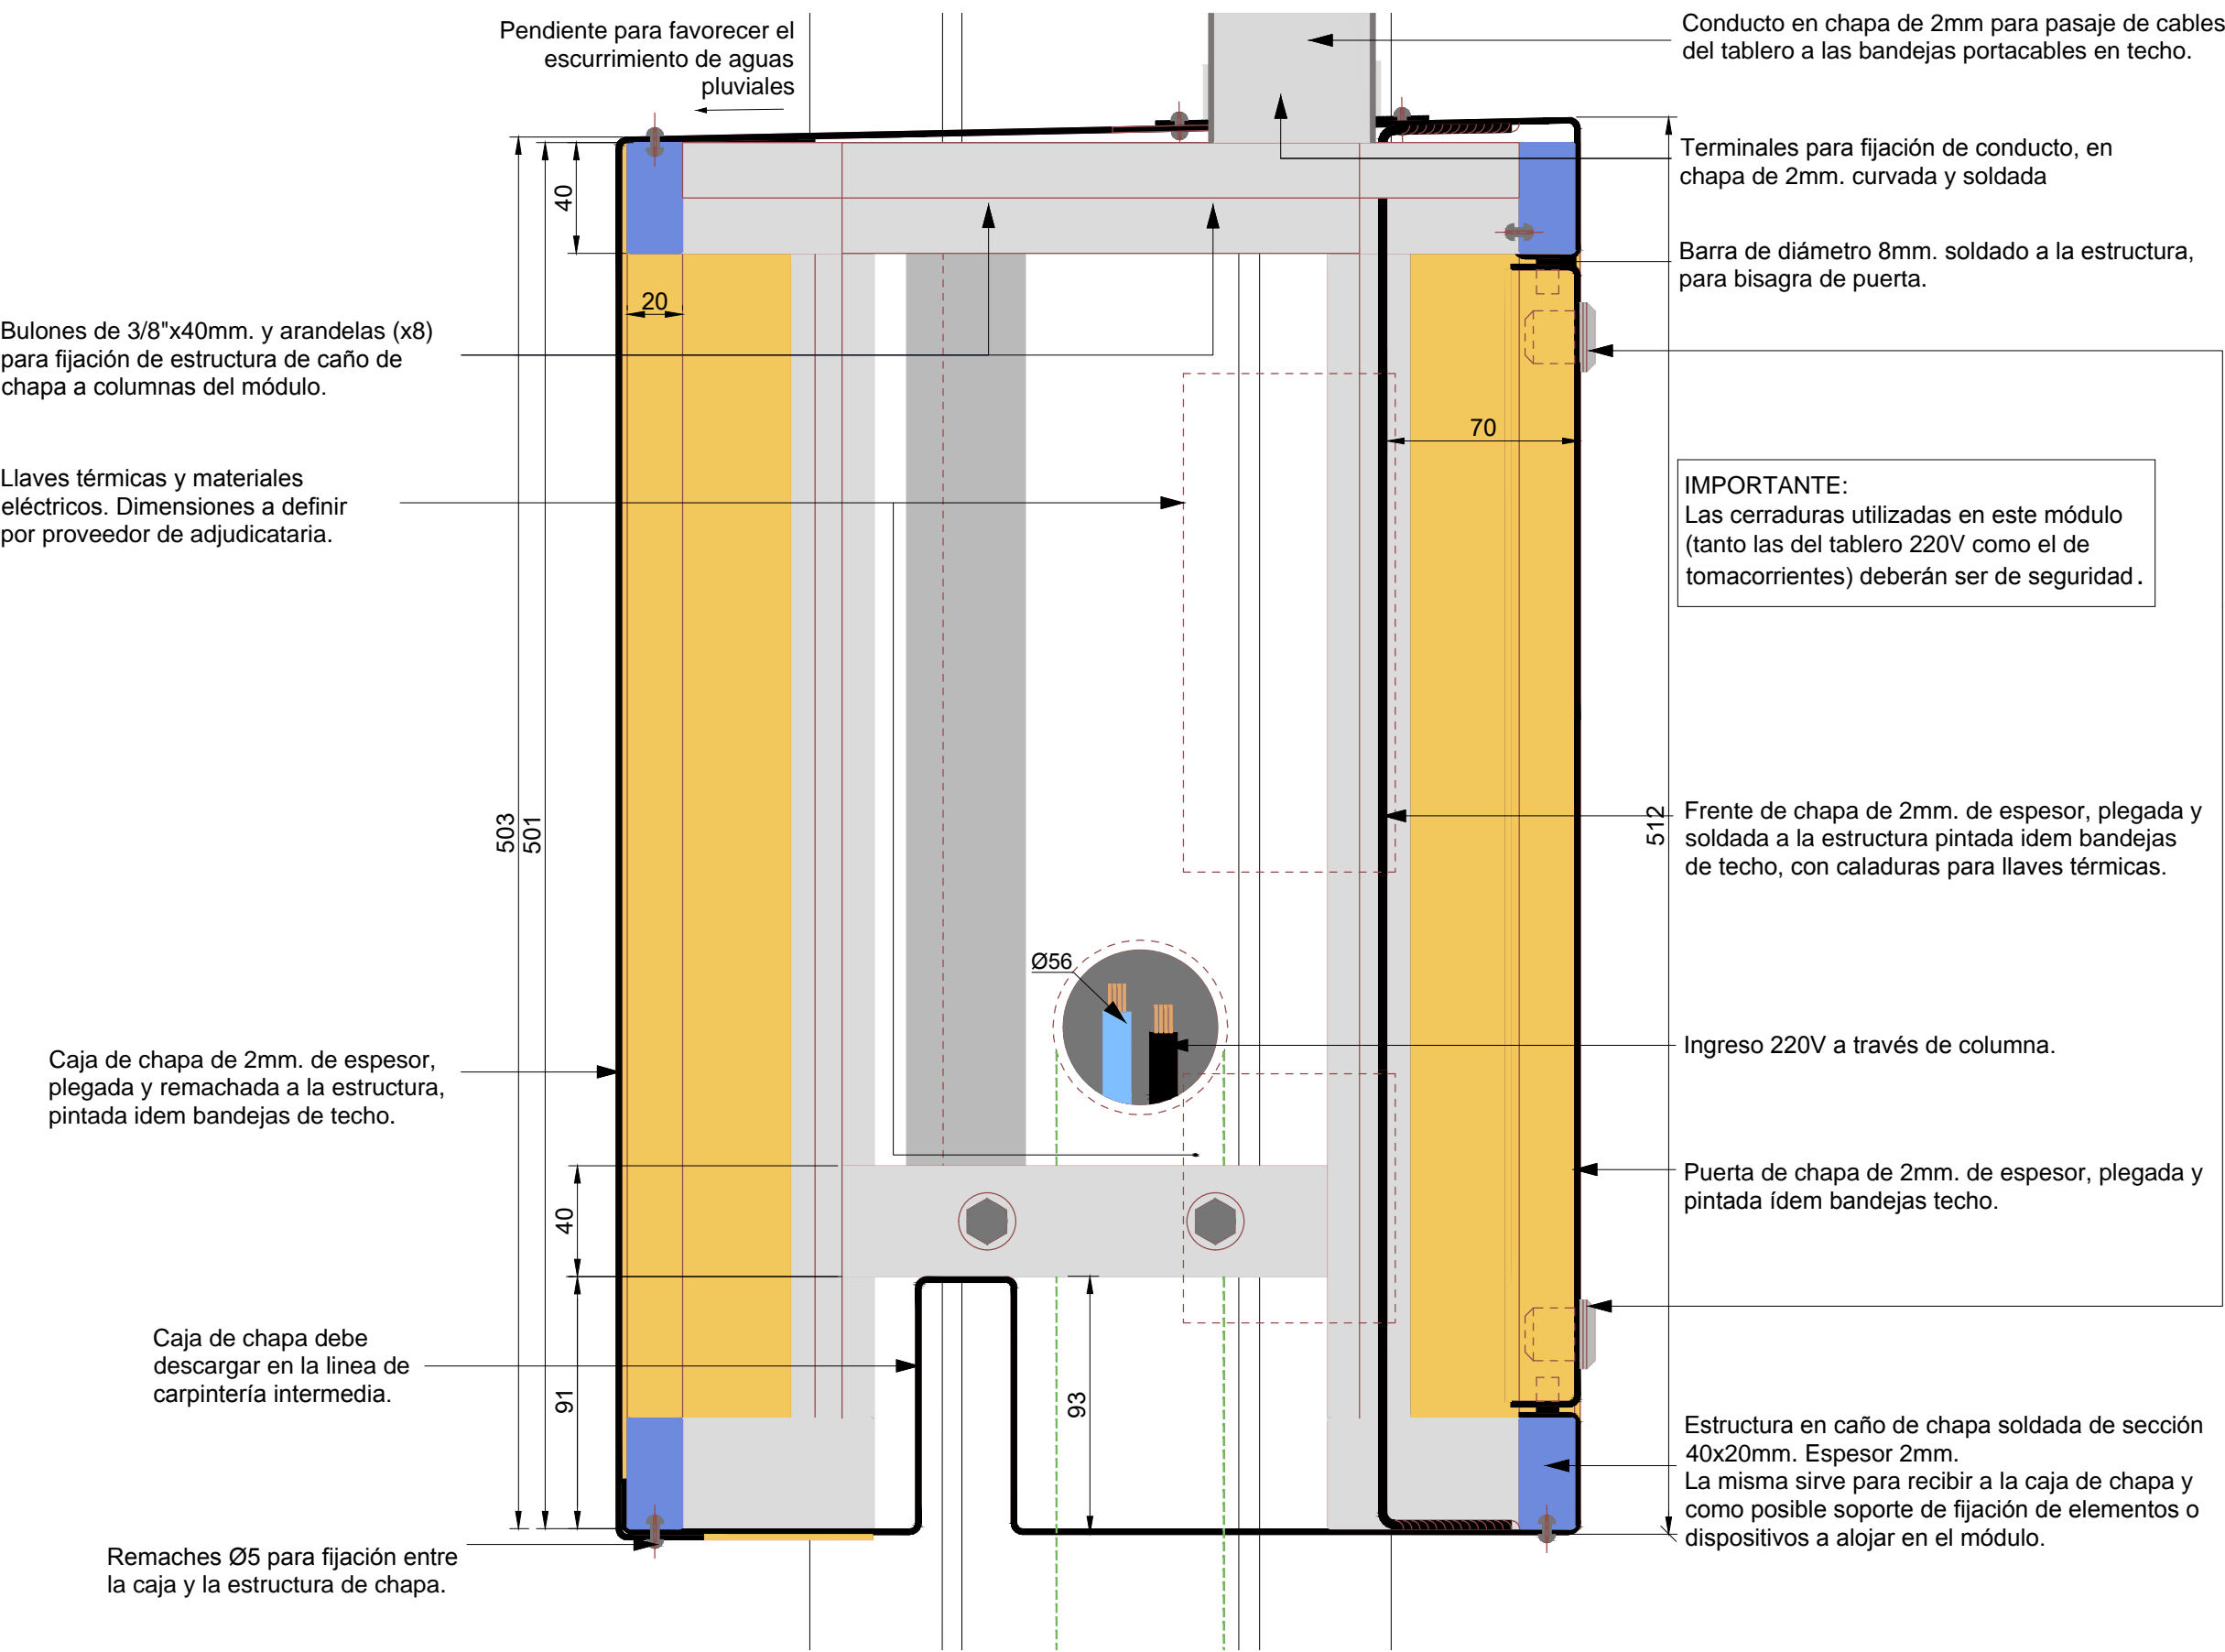 Pendiente para favorecer el
escurrimiento de aguas
pluviales
Conducto en chapa de 2mm para pasaje de cables
del tablero a las bandejas portacables en techo.
Terminales para fijación de conducto, en
chapa de 2mm. curvada y soldada
Barra de diámetro 8mm. soldado a la estructura,
para bisagra de puerta.
40
20
Bulones de 3/8"x40mm. y arandelas (x8)
para fijación de estructura de caño de
chapa a columnas del módulo.
70
Llaves térmicas y materiales
eléctricos. Dimensiones a definir
por proveedor de adjudicataria.
IMPORTANTE:
Las cerraduras utilizadas en este módulo
(tanto las del tablero 220V como el de
tomacorrientes) deberán ser de seguridad.
503
501
512
Frente de chapa de 2mm. de espesor, plegada y
soldada a la estructura pintada idem bandejas
de techo, con caladuras para llaves térmicas.
Ø56
Ingreso 220V a través de columna.
Caja de chapa de 2mm. de espesor,
plegada y remachada a la estructura,
pintada idem bandejas de techo.
Puerta de chapa de 2mm. de espesor, plegada y
pintada ídem bandejas techo.
40
Caja de chapa debe
descargar en la linea de
carpintería intermedia.
91
93
Estructura en caño de chapa soldada de sección
40x20mm. Espesor 2mm.
La misma sirve para recibir a la caja de chapa y
como posible soporte de fijación de elementos o
dispositivos a alojar en el módulo.
Remaches Ø5 para fijación entre
la caja y la estructura de chapa.